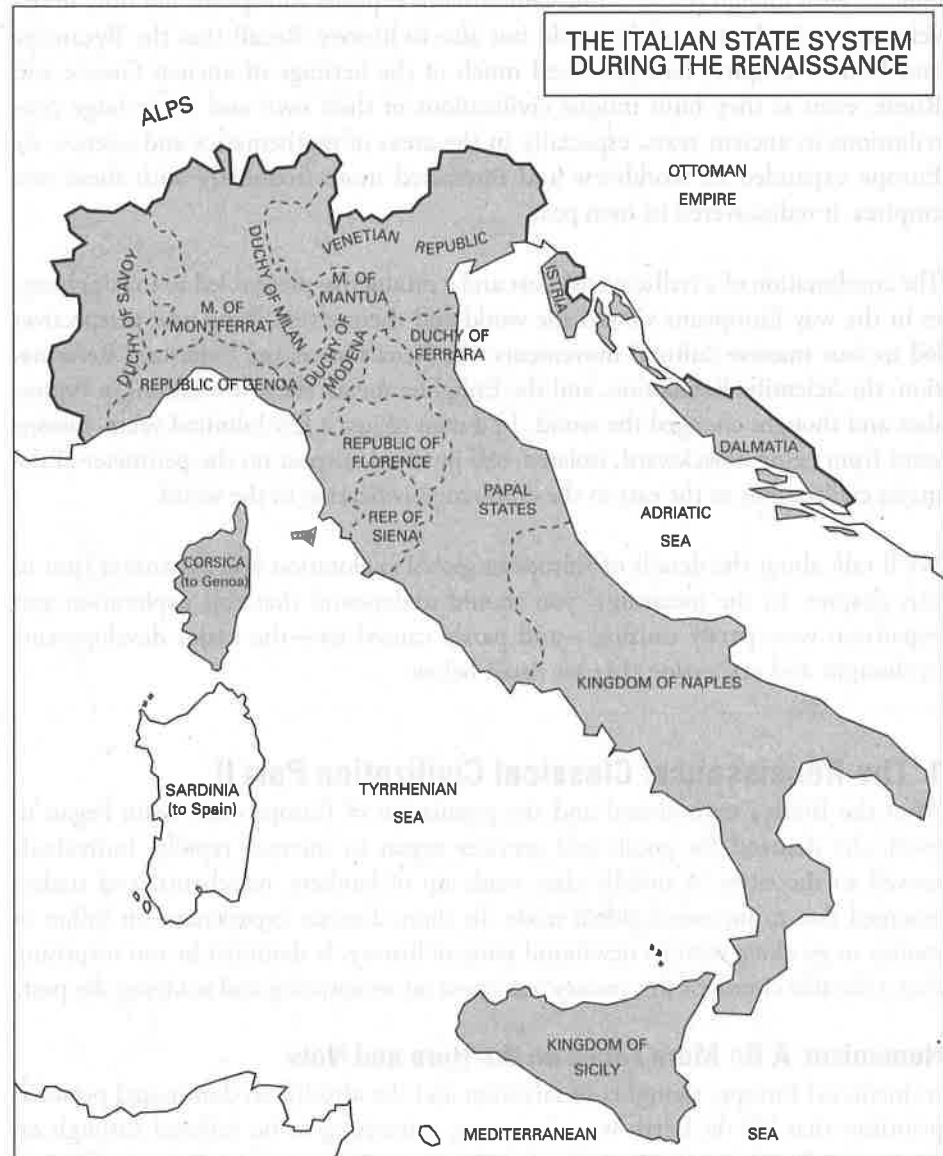 THE ITALIAN STATE SYSTEM
DURING THE RENAISSANCE
ALPS
OTTOMAN
EMPIRE
VENETIAN REPUBLIC
DUCHY OF SAVOY
M. OF
MONTFERRAT
DUCHY OF MILAN
M. OF
MANTUA
ISTRIA
DUCHY OF
MODENA
DUCHY OF
FERRARA
REPUBLIC OF GENOA
REPUBLIC OF
FLORENCE
DALMATIA
PAPAL
STATES
REP. OF
SIENA
ADRIATIC
SEA
CORSICA
(to Genoa)
KINGDOM OF NAPLES
SARDINIA
(to Spain)
TYRRHENIAN
SEA
KINGDOM OF
SICILY
MEDITERRANEAN SEA